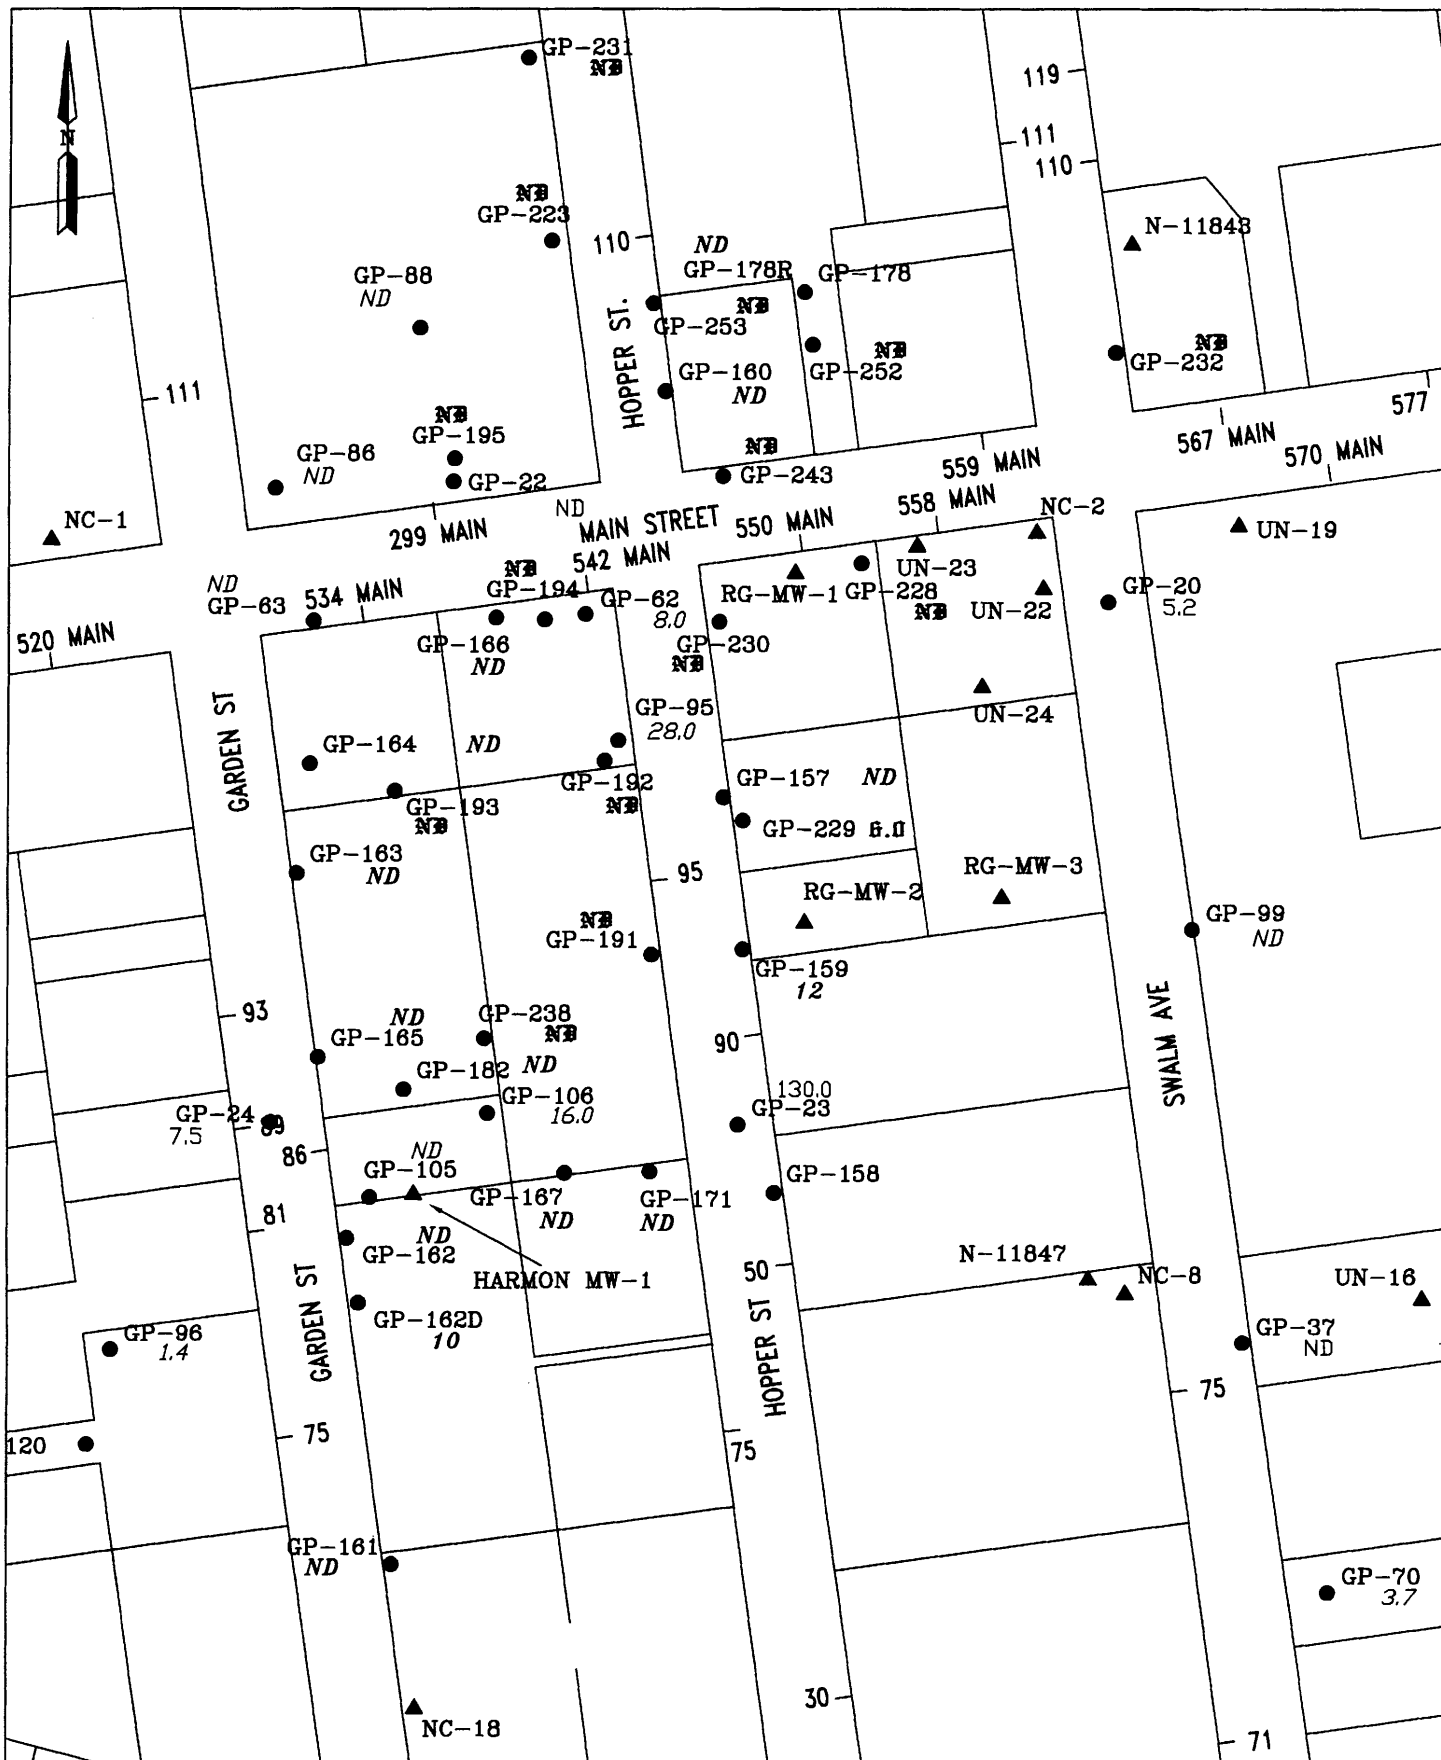 GP-231
ND
119
N
111
110
ND
GP-223
N-11843
110
ND
GP-88
ND
GP-178R
GP-178
HOPPER ST.
ND
GP-253
ND
GP-252
ND
GP-232
GP-160
ND
111
577
ND
GP-195
567 MAIN
GP-86
ND
ND
GP-243
559 MAIN
570 MAIN
GP-22
ND
558 MAIN
NC-1
299 MAIN
MAIN STREET
550 MAIN
NC-2
UN-19
542 MAIN
UN-23
ND
GP-63
534 MAIN
ND
GP-194
GP-62
8.0
RG-MW-1
GP-228
ND
UN-22
GP-20
5.2
520 MAIN
GP-166
ND
GP-230
ND
GARDEN ST
GP-95
28.0
UN-24
GP-164
ND
GP-192
ND
GP-157
ND
GP-193
ND
GP-229 6.0
GP-163
ND
95
RG-MW-2
RG-MW-3
ND
GP-191
GP-99
ND
GP-159
12
93
ND
GP-165
GP-238
ND
90
SWALM AVE
GP-182
ND
GP-106
16.0
130.0
GP-23
GP-24
7.5
89
86
ND
GP-105
GP-167
ND
GP-171
ND
GP-158
81
ND
GP-162
HARMON MW-1
N-11847
50
NC-8
UN-16
GARDEN ST
GP-162D
10
HOPPER ST
GP-96
1.4
GP-37
ND
75
120
75
75
GP-161
ND
GP-70
3.7
30
NC-18
71